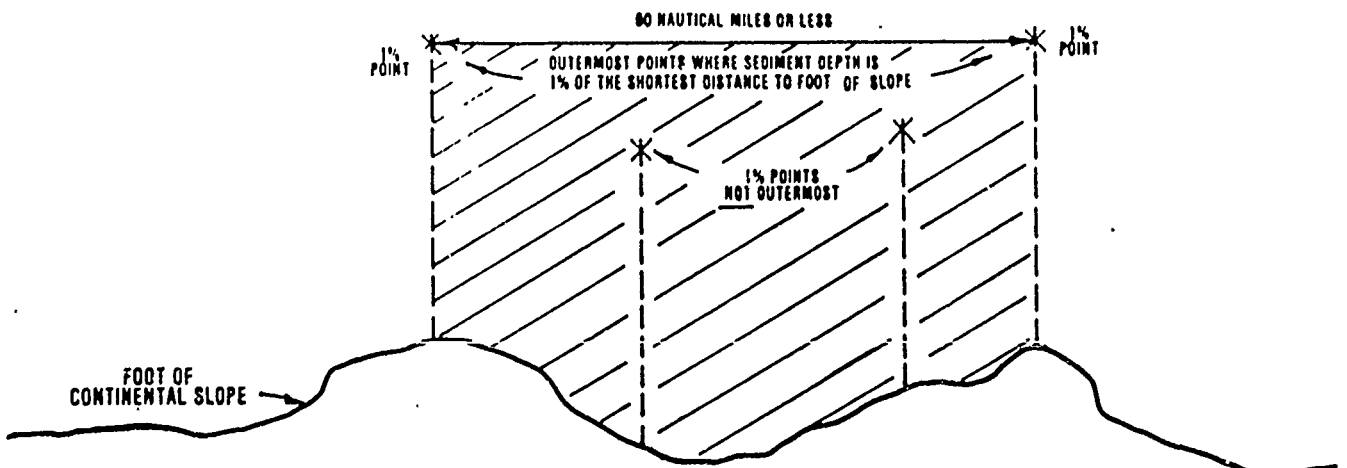 60 NAUTICAL MILES OR LESS
1%
POINT
1%
POINT
OUTERMOST POINTS WHERE SEDIMENT DEPTH IS
1% OF THE SHORTEST DISTANCE TO FOOT OF SLOPE
1% POINTS
NOT OUTERMOST
FOOT OF
CONTINENTAL SLOPE